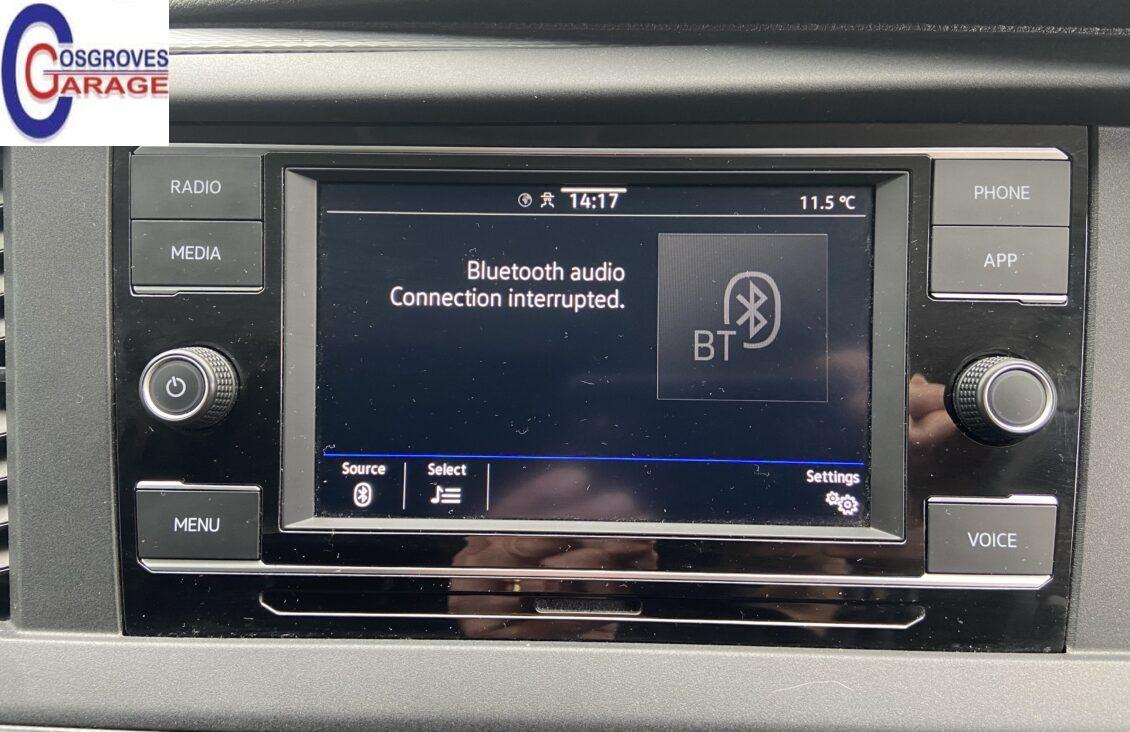 COSGROVES
GARAGE
RADIO
MEDIA
MENU
14:17
11.5 °C
Bluetooth audio
Connection interrupted.
BT
Source
Select
Settings
PHONE
APP
VOICE